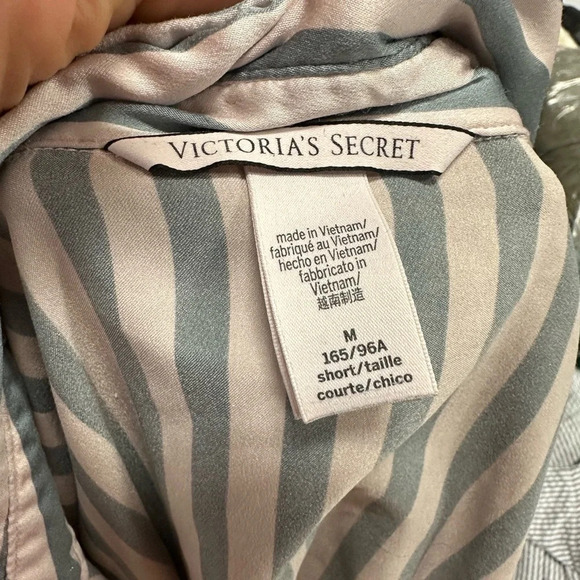 VICTORIA'S SECRET
made in Vietnam/
fabriqué au Vietnam/
hecho en Vietnam/
fabbricato in
Vietnam/
越南制造
M
165/96A
short/taille
courte/chico